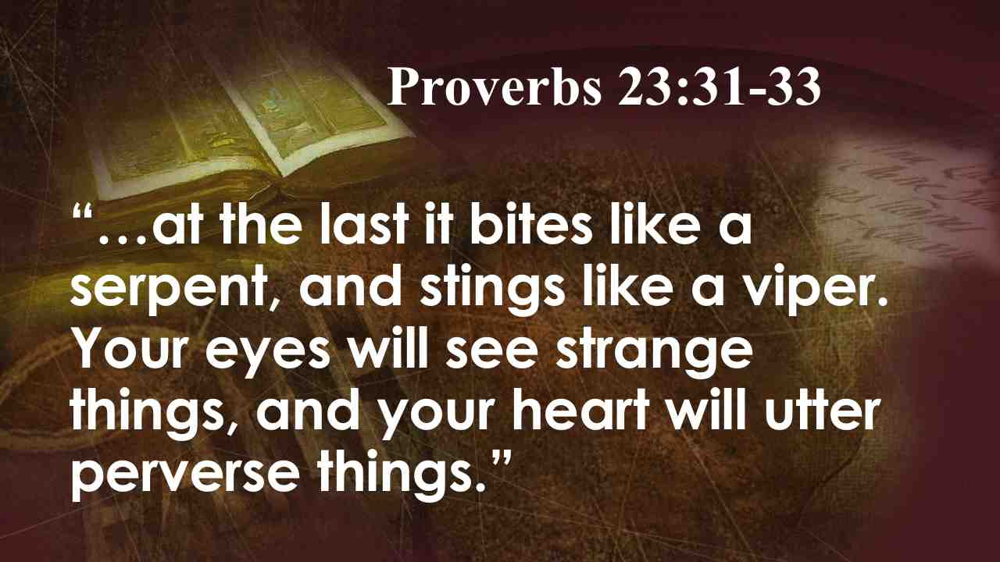 Proverbs 23:31-33
“…at the last it bites like a
serpent, and stings like a viper.
Your eyes will see strange
things, and your heart will utter
perverse things.”